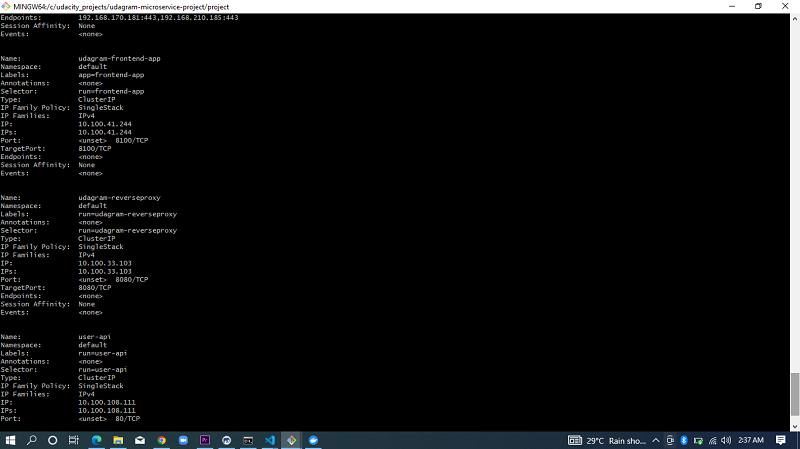 MINGW64:/c/udacity_projects/udagram-microservice-project/project
Endpoints: 192.168.170.181:443,192.168.210.185:443
Session Affinity: None
Events: <none>
Name: udagram-frontend-app
Namespace: default
Labels: app=frontend-app
Annotations: <none>
Selector: run=frontend-app
Type: ClusterIP
IP Family Policy: SingleStack
IP Families: IPv4
IP: 10.100.41.244
IPs: 10.100.41.244
Port: <unset> 8100/TCP
TargetPort: 8100/TCP
Endpoints: <none>
Session Affinity: None
Events: <none>
Name: udagram-reverseproxy
Namespace: default
Labels: run=udagram-reverseproxy
Annotations: <none>
Selector: run=udagram-reverseproxy
Type: ClusterIP
IP Family Policy: SingleStack
IP Families: IPv4
IP: 10.100.33.103
IPs: 10.100.33.103
Port: <unset> 8080/TCP
TargetPort: 8080/TCP
Endpoints: <none>
Session Affinity: None
Events: <none>
Name: user-api
Namespace: default
Labels: run=user-api
Annotations: <none>
Selector: run=user-api
Type: ClusterIP
IP Family Policy: SingleStack
IP Families: IPv4
IP: 10.100.108.111
IPs: 10.100.108.111
Port: <unset> 80/TCP
Pr
29°C Rain sho... 2:37 AM